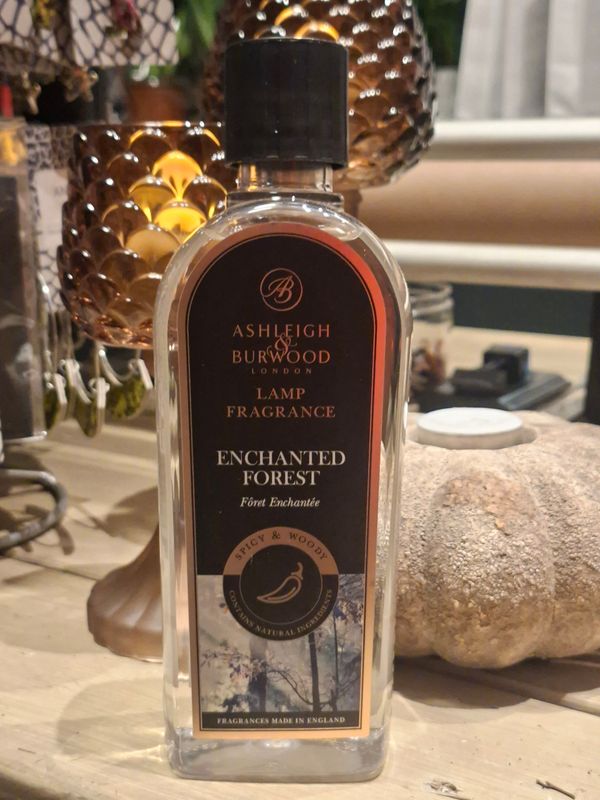 AB
ASHLEIGH
&
BURWOOD
LONDON
LAMP
FRAGRANCE
ENCHANTED
FOREST
Fôret Enchantée
SPICY & WOODY
CONTAINS NATURAL INGREDIENTS
FRAGRANCES MADE IN ENGLAND